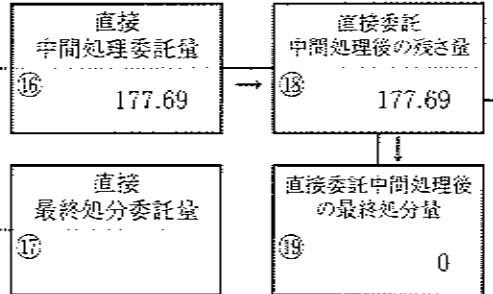 直接
中間処理委託量
⑯
177.69
→
直接委託
中間処理後の残さ量
⑱
177.69
↓
直接
最終処分委託量
⑰
直接委託中間処理後
の最終処分量
⑲
0